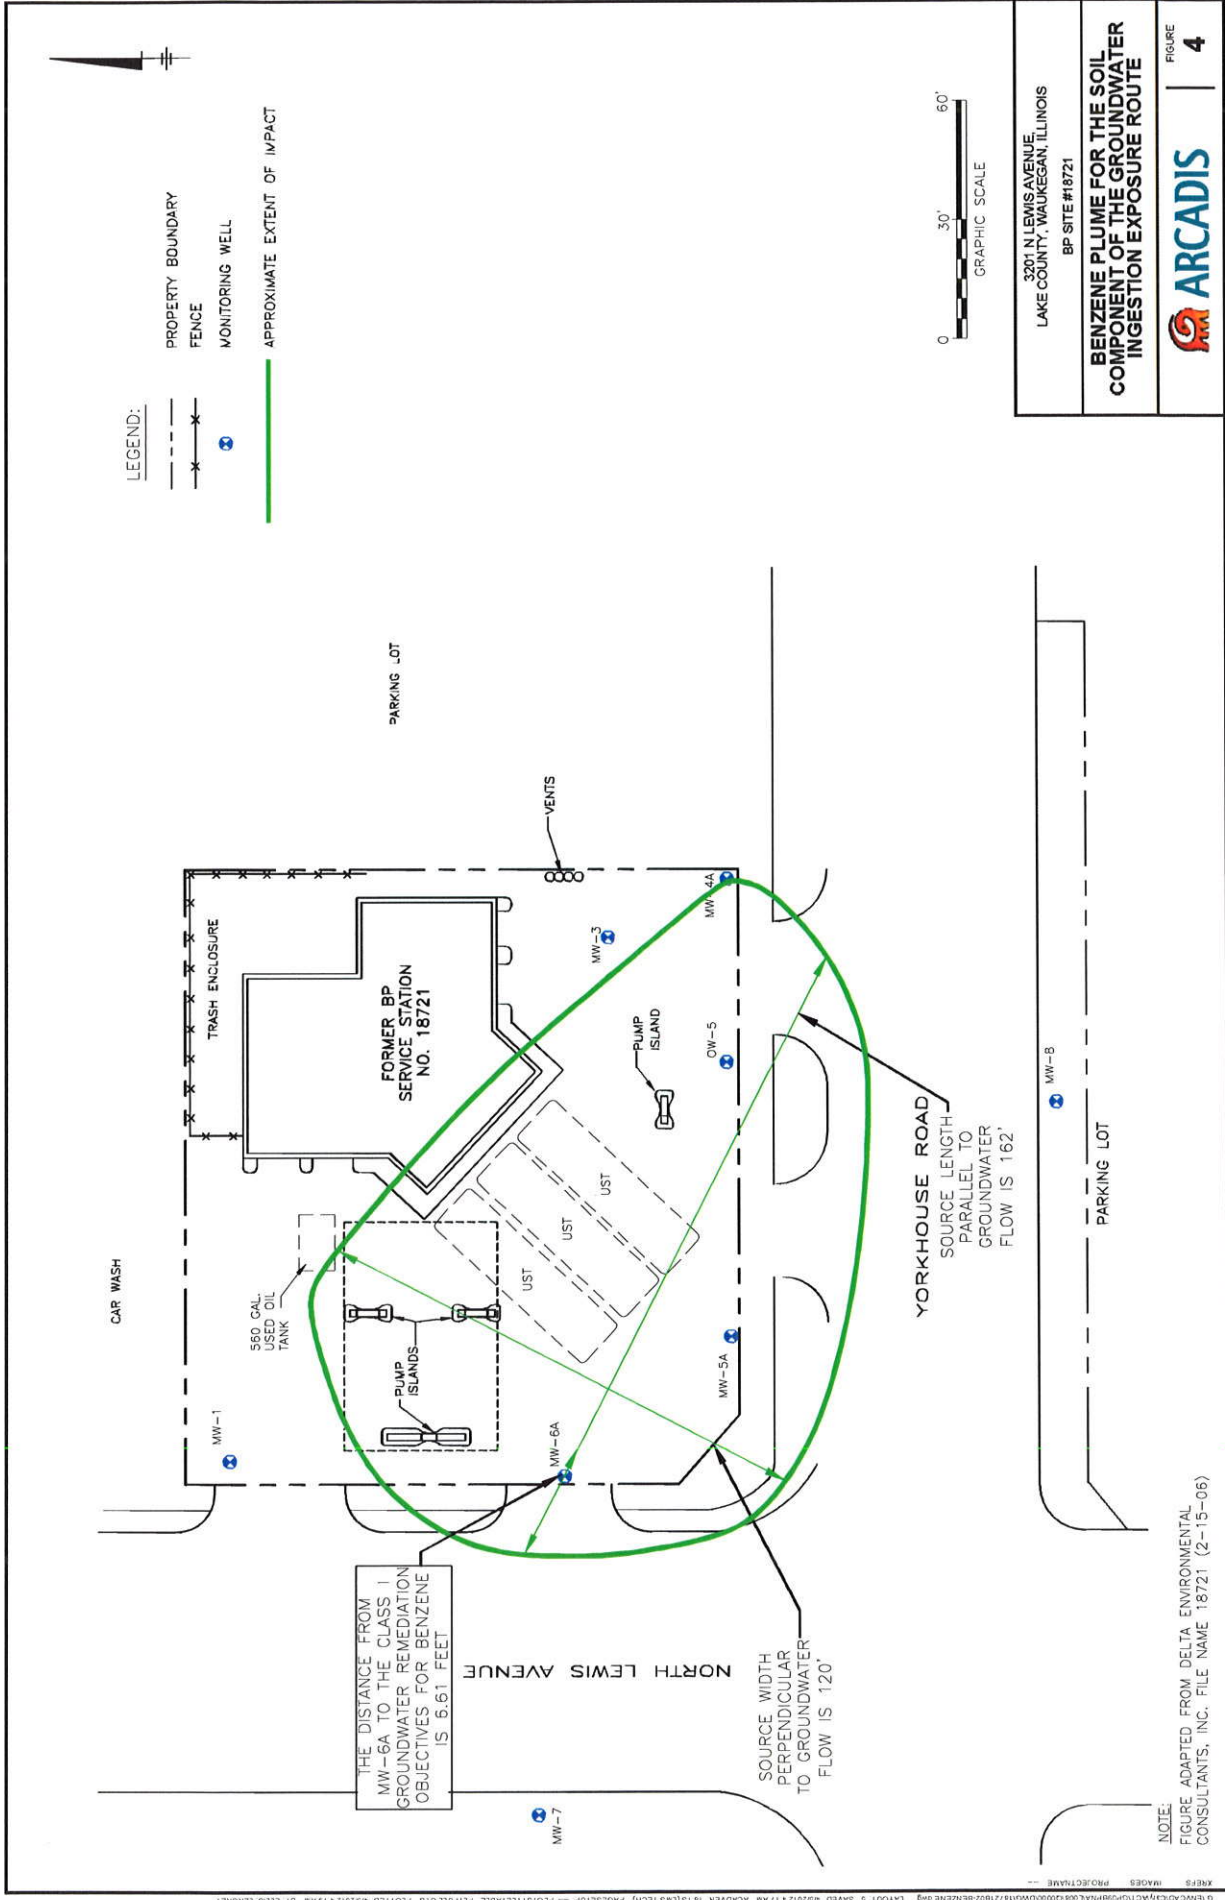 LEGEND:
PROPERTY BOUNDARY
FENCE
MONITORING WELL
APPROXIMATE EXTENT OF IMPACT
CAR WASH
TRASH ENCLOSURE
560 GAL.
USED OIL
TANK
MW-1
PUMP
ISLANDS
FORMER BP
SERVICE STATION
NO. 18721
PARKING LOT
VENTS
MW-3
MW-4A
PUMP
ISLAND
OW-5
UST
UST
UST
MW-6A
MW-5A
THE DISTANCE FROM
MW-6A TO THE CLASS I
GROUNDWATER REMEDIATION
OBJECTIVES FOR BENZENE
IS 6.61 FEET
NORTH LEWIS AVENUE
MW-7
SOURCE WIDTH
PERPENDICULAR
TO GROUNDWATER
FLOW IS 120'
YORKHOUSE ROAD
SOURCE LENGTH
PARALLEL TO
GROUNDWATER
FLOW IS 162'
MW-8
PARKING LOT
NOTE:
FIGURE ADAPTED FROM DELTA ENVIRONMENTAL
CONSULTANTS, INC. FILE NAME 18721 (2-15-06)
0 30' 60'
GRAPHIC SCALE
3201 N LEWIS AVENUE,
LAKE COUNTY, WAUKEGAN, ILLINOIS
BP SITE #18721
BENZENE PLUME FOR THE SOIL
COMPONENT OF THE GROUNDWATER
INGESTION EXPOSURE ROUTE
ARCADIS
FIGURE
4
XREFS IMAGES PROJECTNAME: ---